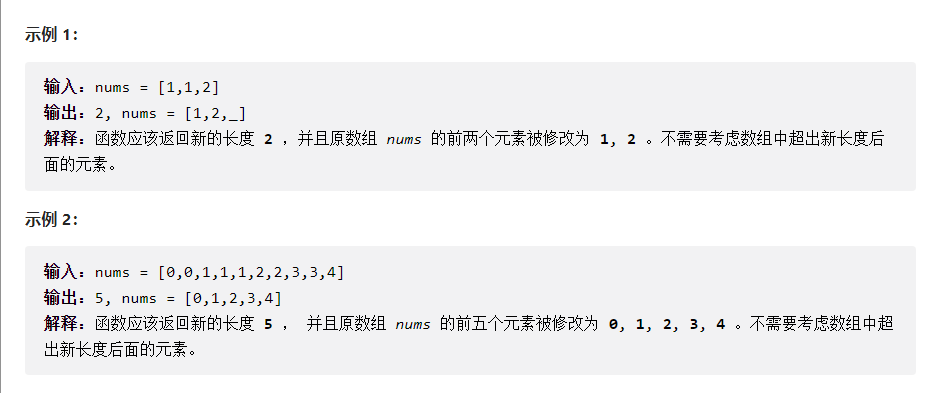 示例 1：
输入：nums = [1,1,2]
输出：2, nums = [1,2,_]
解释：函数应该返回新的长度 2 ，并且原数组 nums 的前两个元素被修改为 1, 2 。不需要考虑数组中超出新长度后
面的元素。
示例 2：
输入：nums = [0,0,1,1,1,2,2,3,3,4]
输出：5, nums = [0,1,2,3,4]
解释：函数应该返回新的长度 5 ， 并且原数组 nums 的前五个元素被修改为 0, 1, 2, 3, 4 。不需要考虑数组中超
出新长度后面的元素。